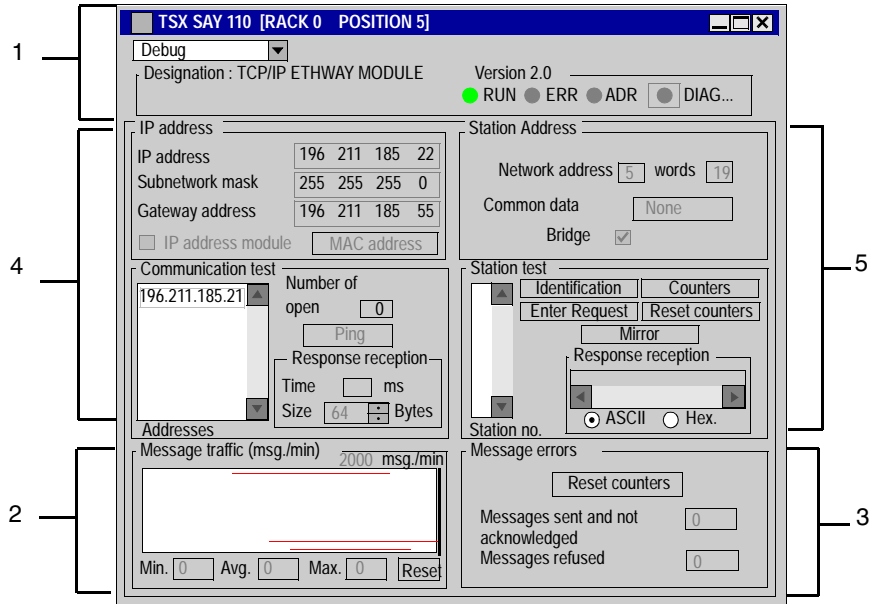 TSX SAY 110 [RACK 0 POSITION 5]
1
Debug
Designation : TCP/IP ETHWAY MODULE
Version 2.0
RUN ERR ADR DIAG...
IP address
IP address 196 211 185 22
Subnetwork mask 255 255 255 0
Gateway address 196 211 185 55
IP address module MAC address
Station Address
Network address 5 words 19
Common data None
Bridge
4
5
Communication test
196.211.185.21
Number of
open 0
Ping
Response reception
Time ms
Size 64 Bytes
Addresses
Station test
Identification Counters
Enter Request Reset counters
Mirror
Response reception
ASCII Hex.
Station no.
Message traffic (msg./min)
2000 msg./min
Min. 0 Avg. 0 Max. 0 Reset
2
Message errors
Reset counters
Messages sent and not
acknowledged 0
Messages refused 0
3